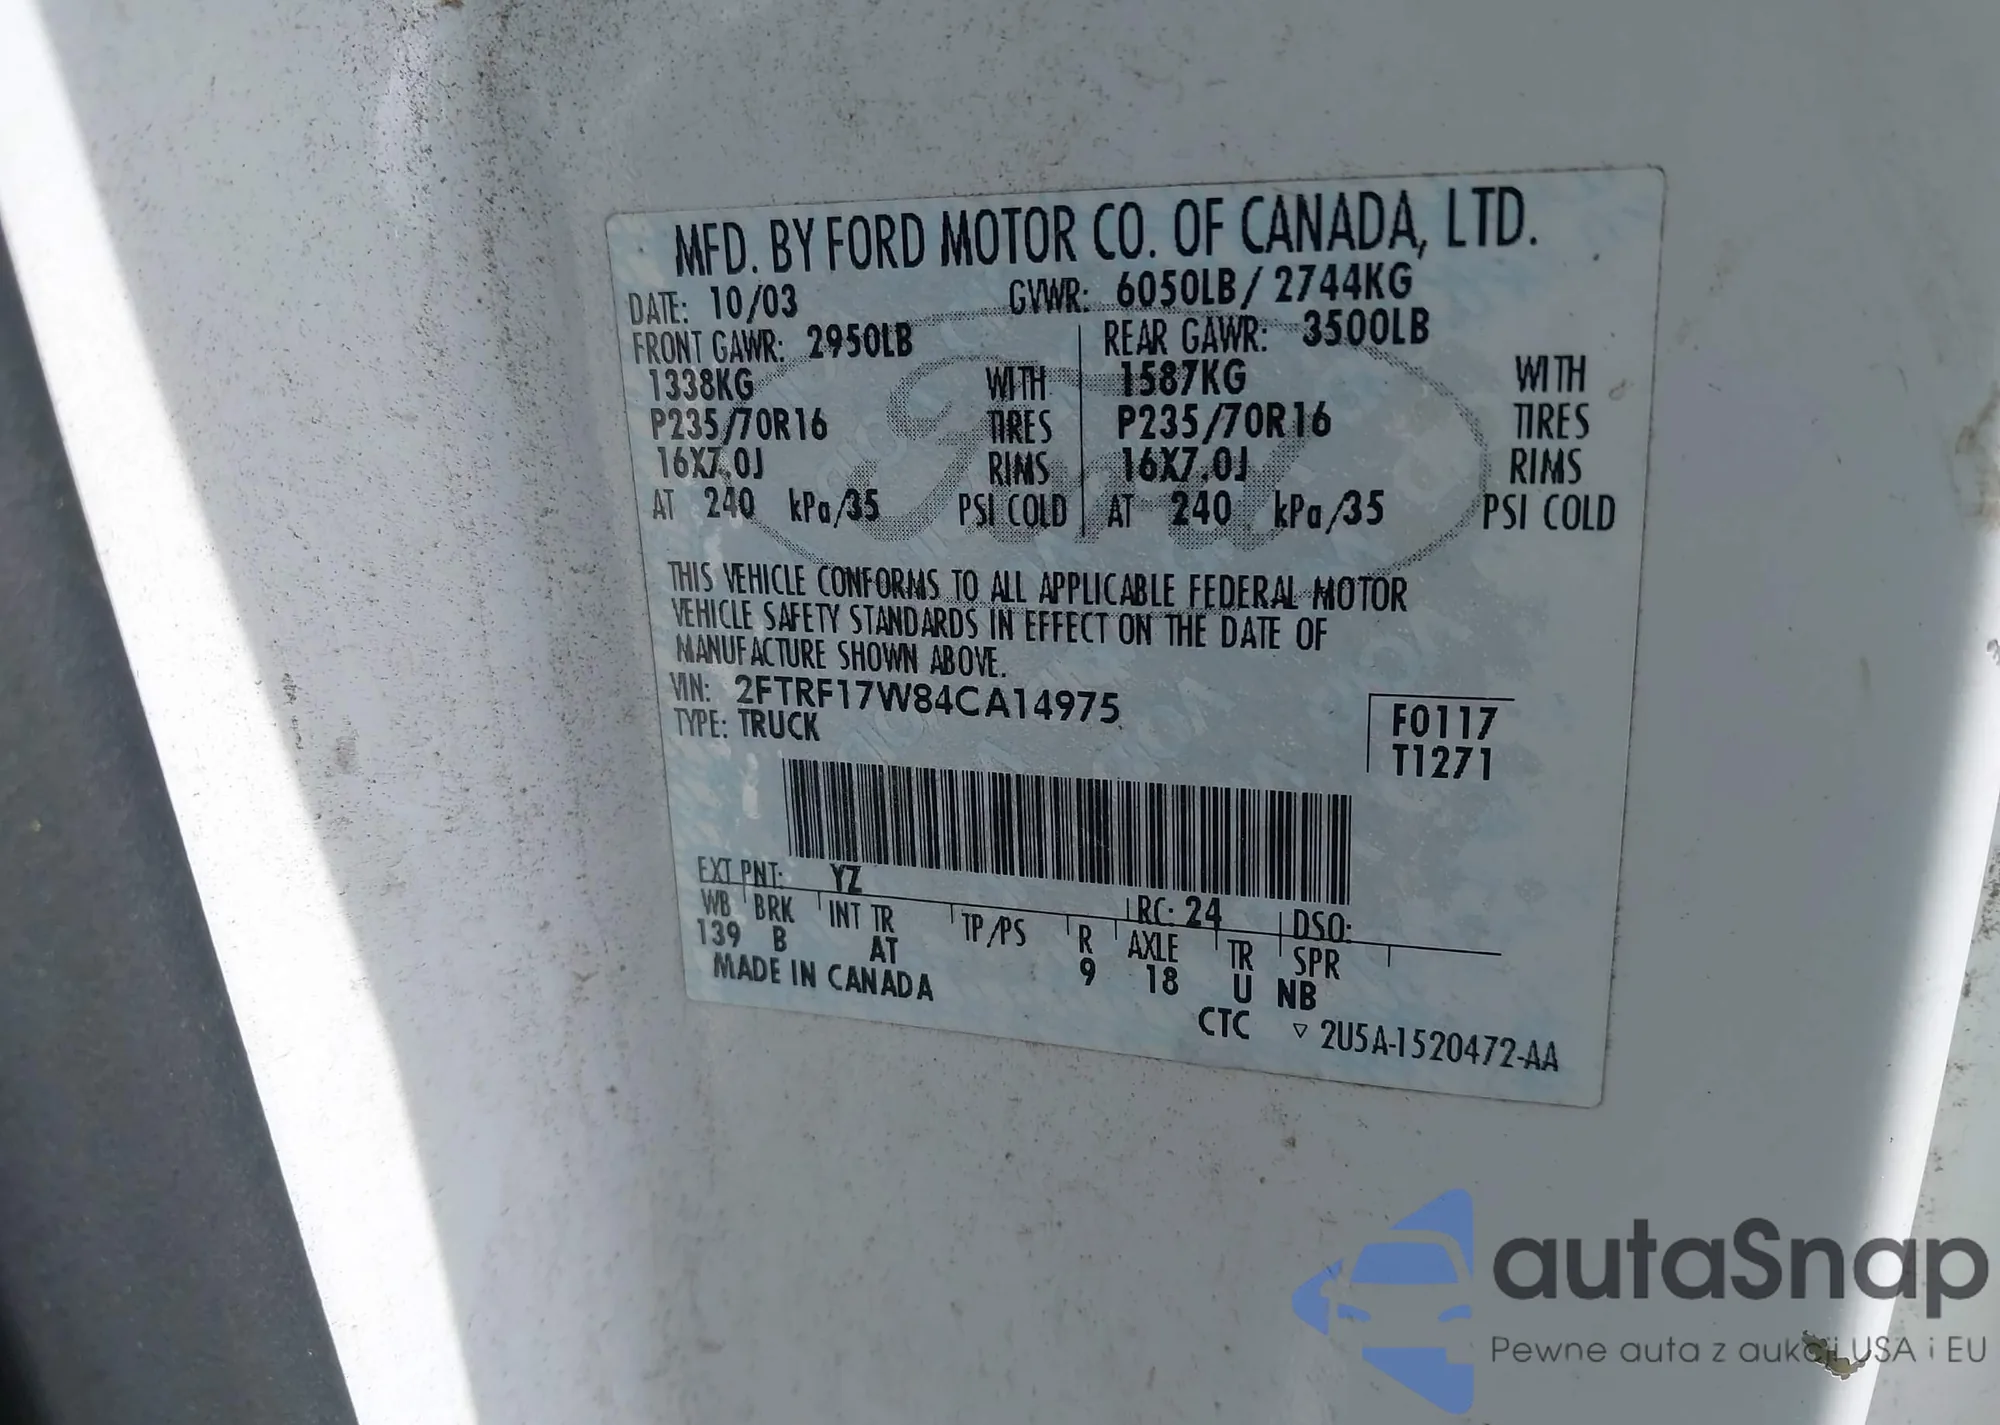 MFD. BY FORD MOTOR CO. OF CANADA, LTD.
DATE: 10/03 GVWR: 6050LB/ 2744KG
FRONT GAWR: 2950LB REAR GAWR: 3500LB
1338KG WITH 1587KG WITH
P235/70R16 TIRES P235/70R16 TIRES
16X7.0J RIMS 16X7.0J RIMS
AT 240 kPa/35 PSI COLD AT 240 kPa/35 PSI COLD
THIS VEHICLE CONFORMS TO ALL APPLICABLE FEDERAL MOTOR
VEHICLE SAFETY STANDARDS IN EFFECT ON THE DATE OF
MANUFACTURE SHOWN ABOVE.
VIN: 2FTRF17W84CA14975
TYPE: TRUCK
F0117
T1271
EXT PNT: YZ RC: 24 DSO:
WB BRK INT TR TP/PS R AXLE TR SPR
139 B AT 9 18 U NB
MADE IN CANADA
CTC ▽ 2U5A-1520472-AA
Ford
autoSnap
Pewne auta z aukcji USA i EU